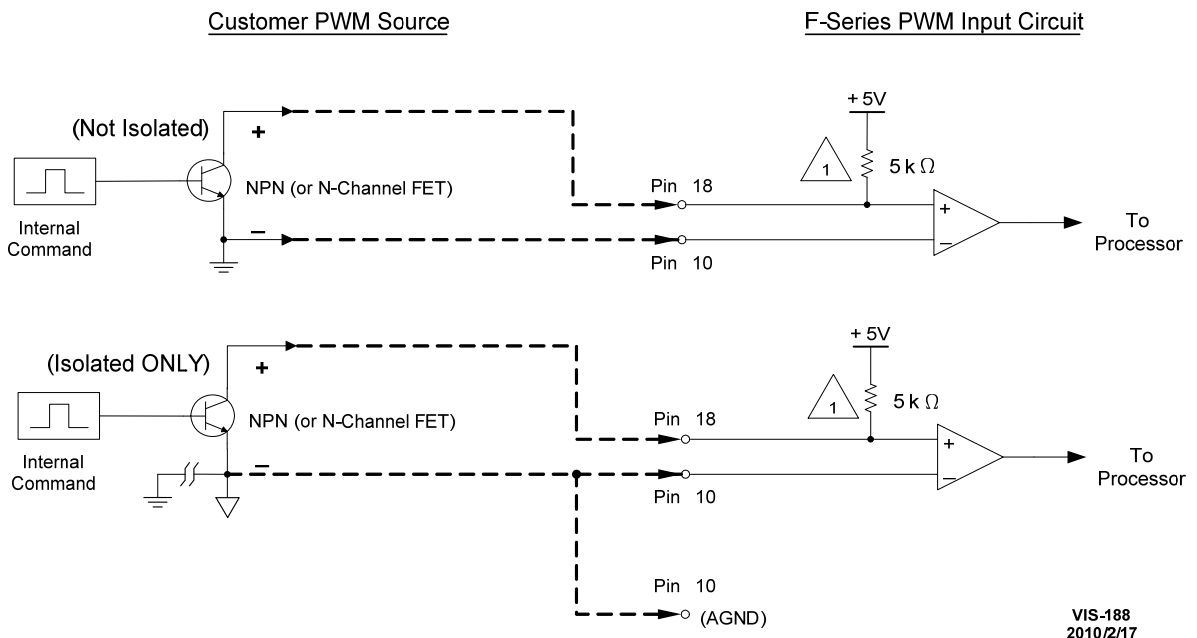 Customer PWM Source
F-Series PWM Input Circuit
+5V
(Not Isolated)
+
1
5 k Ω
NPN (or N-Channel FET)
Pin 18
+
Internal
Command
−
−
Pin 10
To
Processor
+5V
(Isolated ONLY)
+
1
5 k Ω
NPN (or N-Channel FET)
Pin 18
+
Internal
Command
−
−
Pin 10
To
Processor
Pin 10
(AGND)
VIS-188
2010/2/17